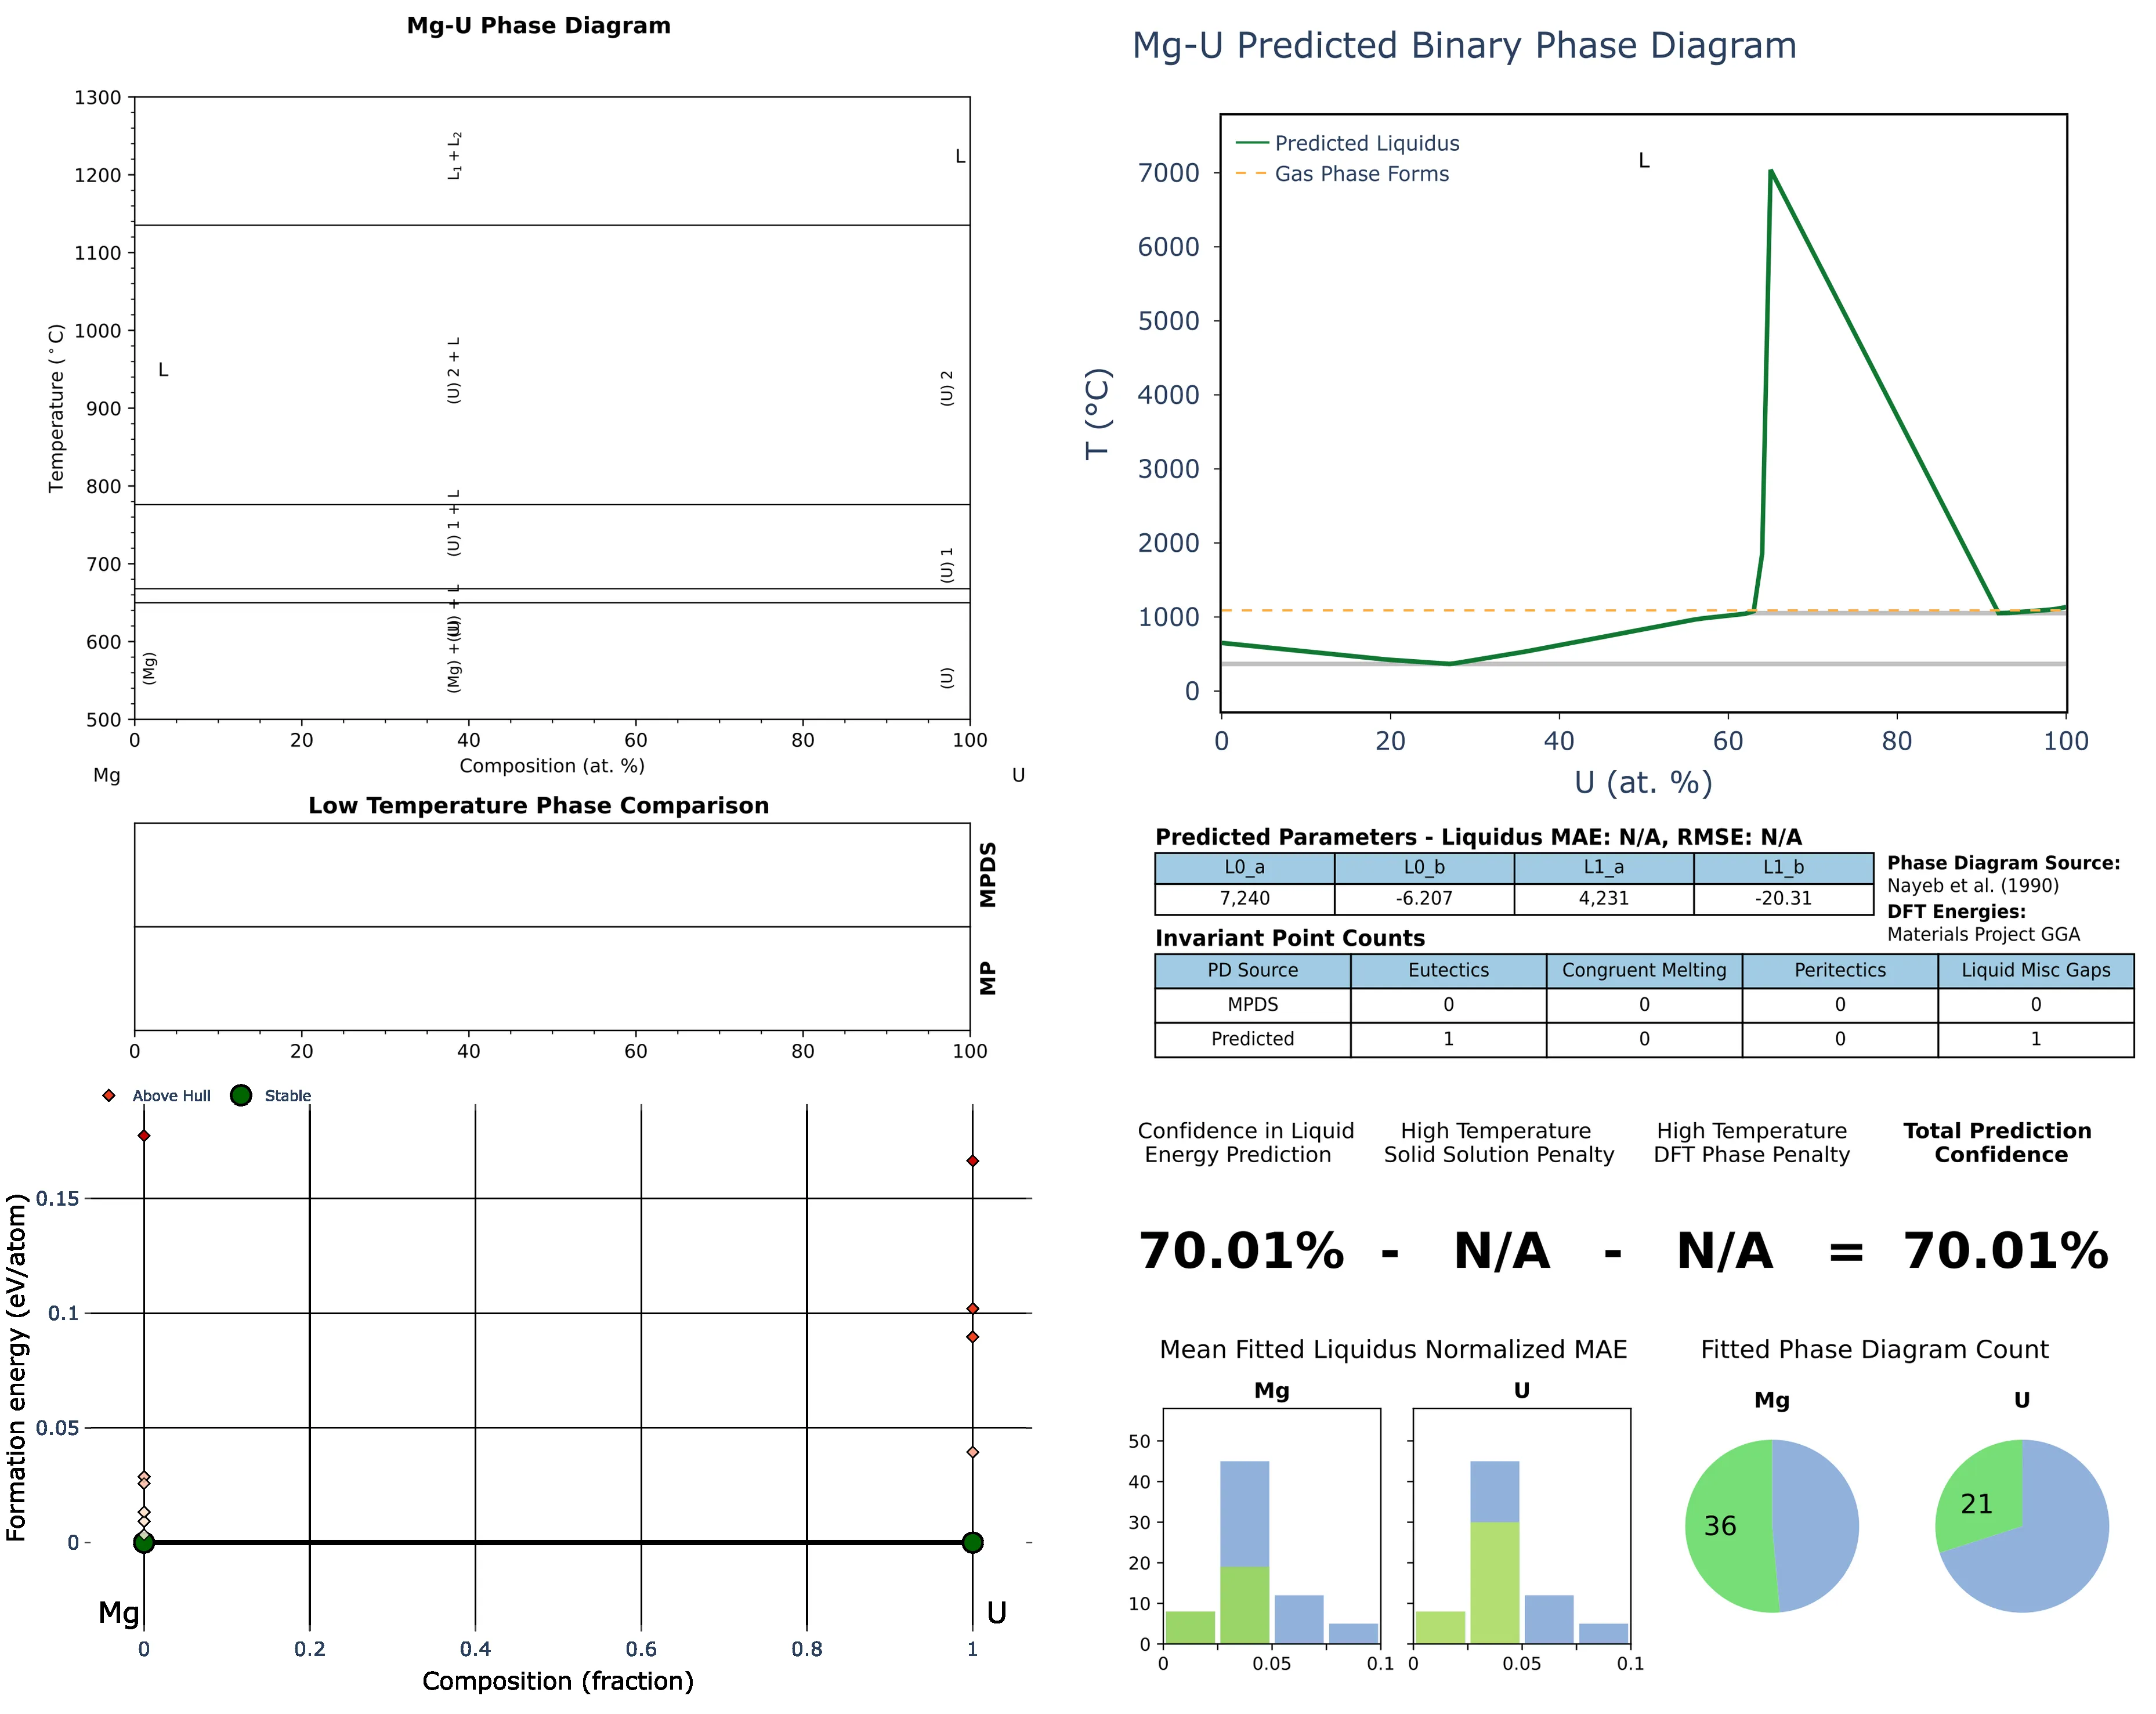 Mg-U Phase Diagram
1300
1200
1100
1000
900
800
700
600
500
Temperature (°C)
L₁ + L₂
L
L
(U) 2 + L
(U) 2
(U) 1 + L
(U) 1
(U) + L
(Mg) + (U)
(Mg)
(U)
0 20 40 60 80 100
Composition (at. %)
Mg U
Low Temperature Phase Comparison
MPDS
MP
0 20 40 60 80 100
Above Hull Stable
0.15
0.1
0.05
0
Formation energy (eV/atom)
Mg U
0 0.2 0.4 0.6 0.8 1
Composition (fraction)
Mg-U Predicted Binary Phase Diagram
Predicted Liquidus
Gas Phase Forms
L
7000
6000
5000
4000
3000
2000
1000
0
T (°C)
0 20 40 60 80 100
U (at. %)
Predicted Parameters - Liquidus MAE: N/A, RMSE: N/A
L0_a L0_b L1_a L1_b
7,240 -6.207 4,231 -20.31
Phase Diagram Source:
Nayeb et al. (1990)
DFT Energies:
Materials Project GGA
Invariant Point Counts
PD Source Eutectics Congruent Melting Peritectics Liquid Misc Gaps
MPDS 0 0 0 0
Predicted 1 0 0 1
Confidence in Liquid
Energy Prediction
High Temperature
Solid Solution Penalty
High Temperature
DFT Phase Penalty
Total Prediction
Confidence
70.01% - N/A - N/A = 70.01%
Mean Fitted Liquidus Normalized MAE
Mg U
50
40
30
20
10
0
0 0.05 0.1 0 0.05 0.1
Fitted Phase Diagram Count
Mg U
36 21